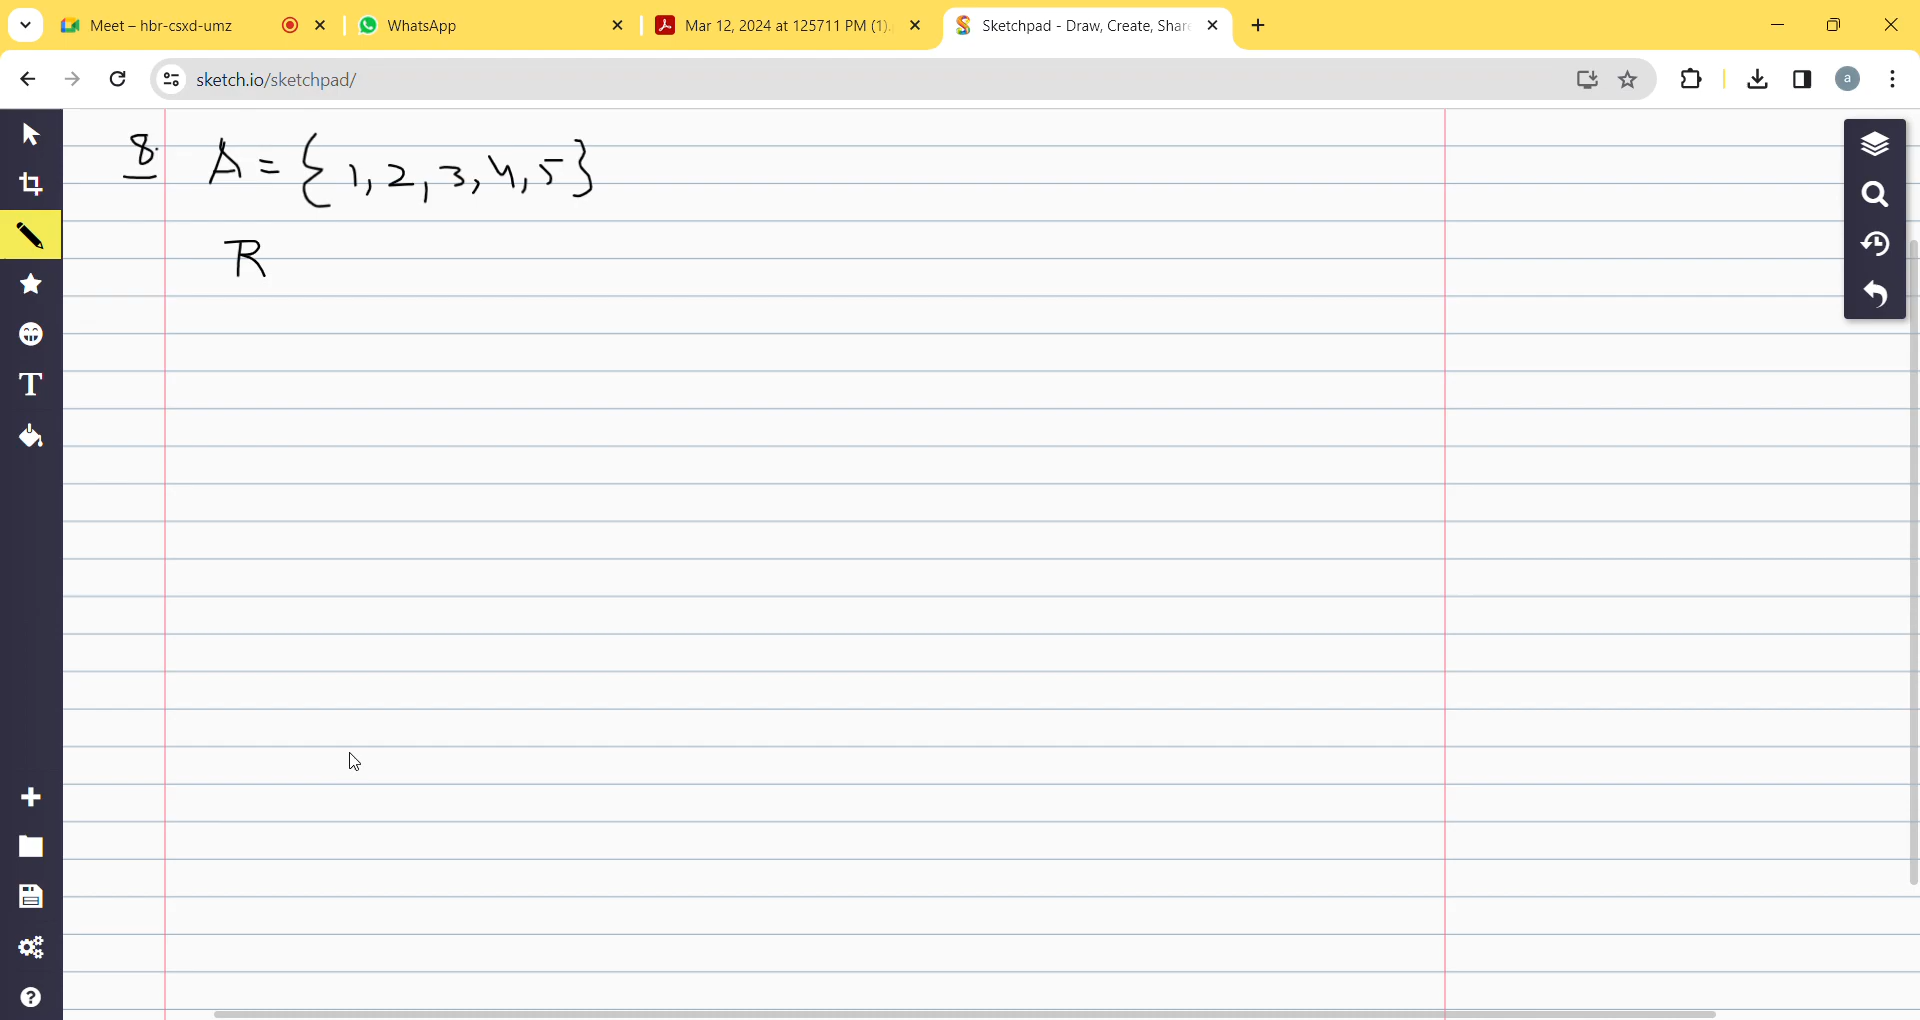 Meet – hbr-csxd-umz
WhatsApp
Mar 12, 2024 at 125711 PM (1).
Sketchpad - Draw, Create, Share
sketch.io/sketchpad/
a
8. A = { 1, 2, 3, 4, 5 }
R
T